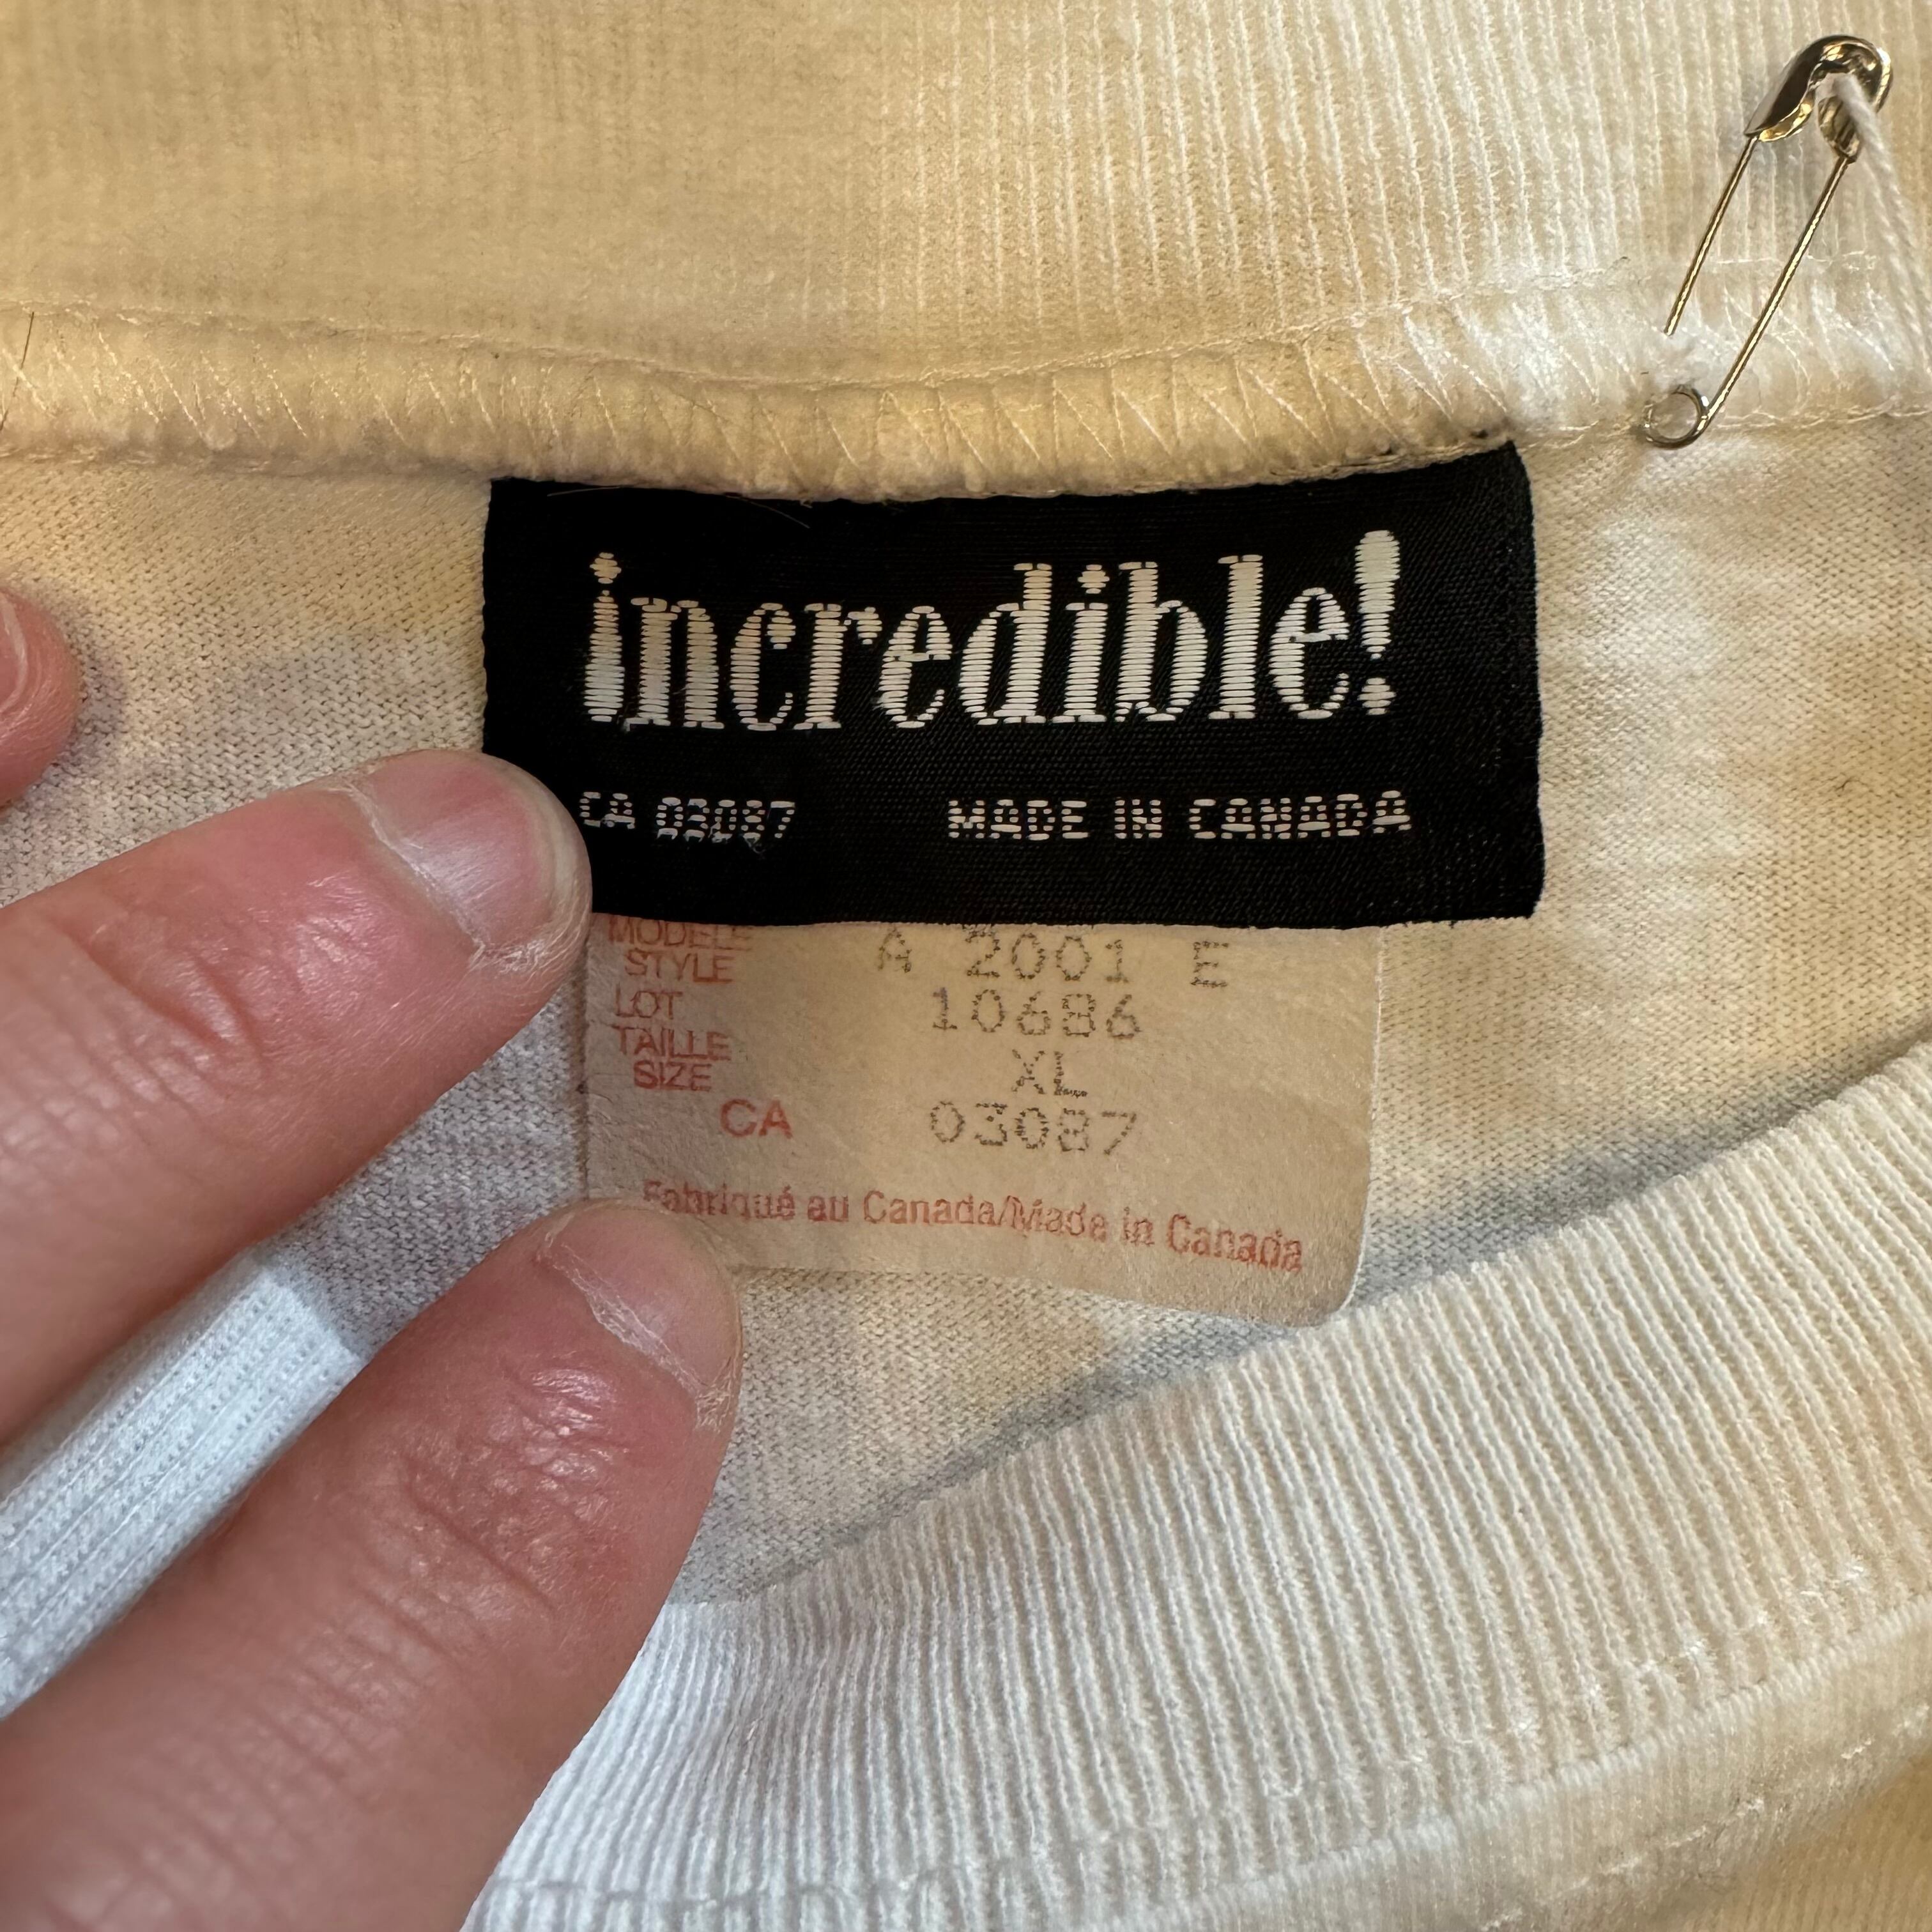 incredible!
CA 03087 MADE IN CANADA
MODELE
STYLE A 2001 E
LOT 10686
TAILLE
SIZE XL
CA 03087
Fabriqué au Canada/Made in Canada